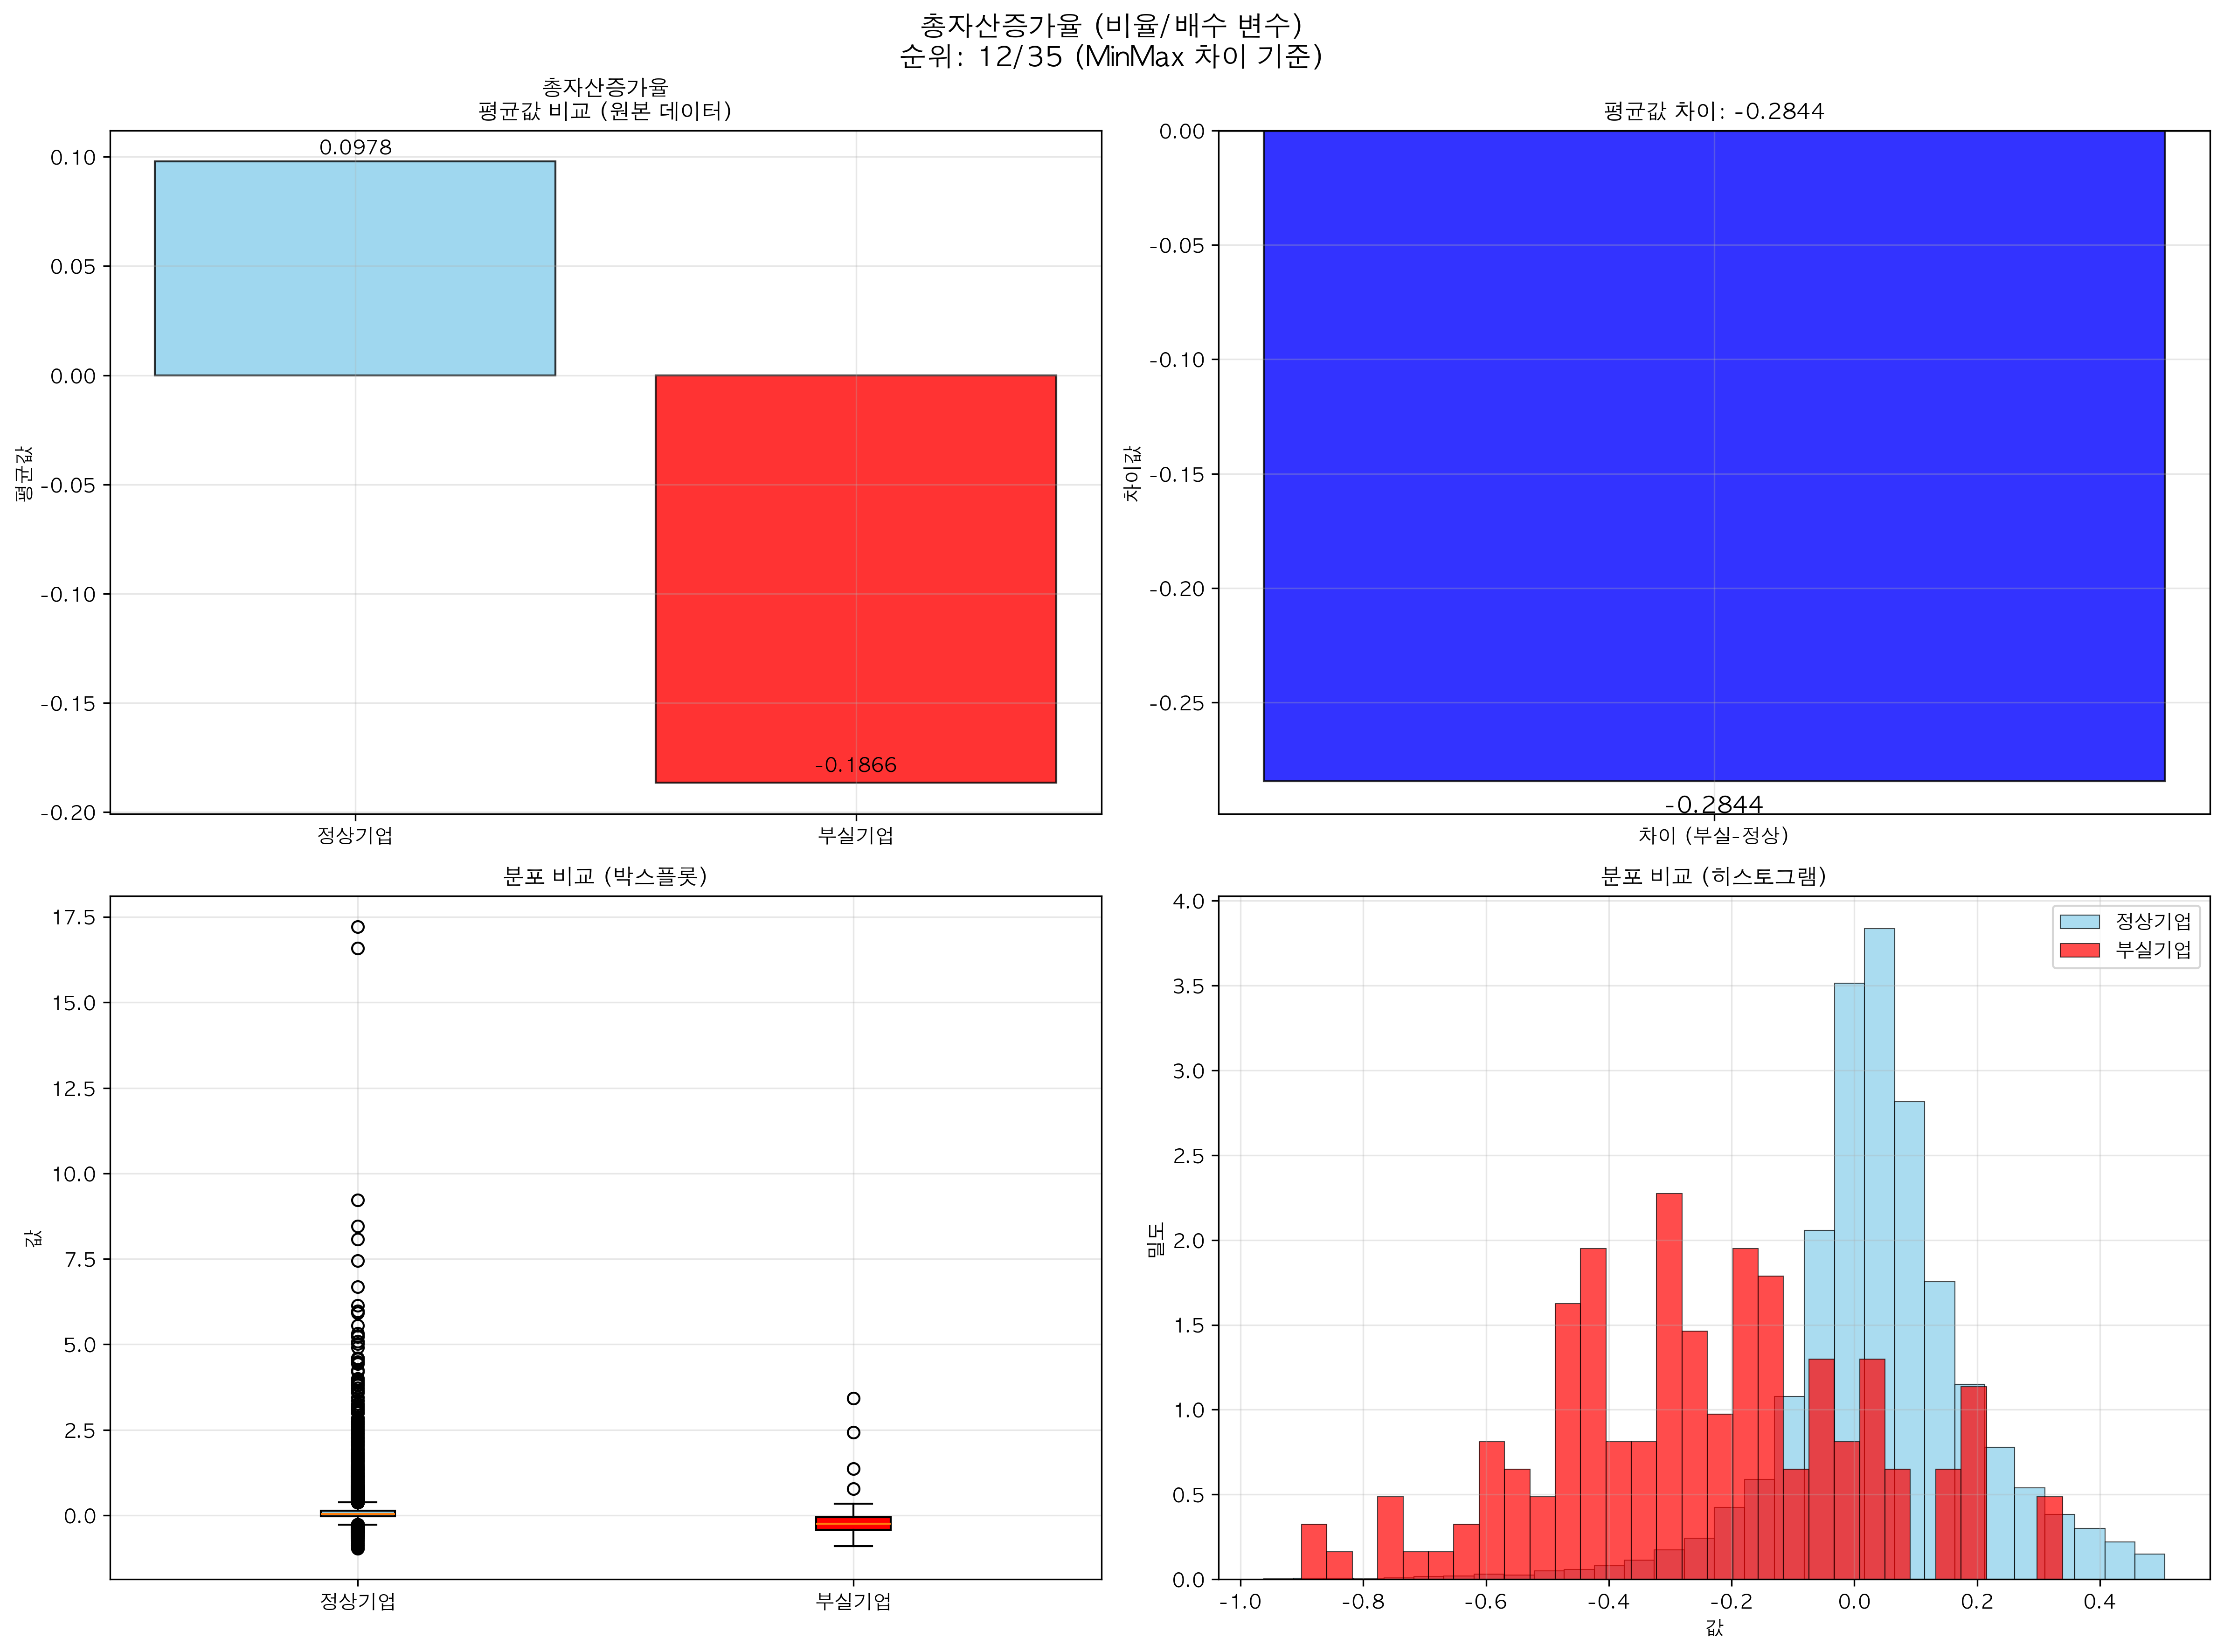 총자산증가율 (비율/배수 변수)
순위: 12/35 (MinMax 차이 기준)
총자산증가율
평균값 비교 (원본 데이터)
평균값
0.10
0.05
0.00
-0.05
-0.10
-0.15
-0.20
0.0978
-0.1866
정상기업
부실기업
평균값 차이: -0.2844
차이값
0.00
-0.05
-0.10
-0.15
-0.20
-0.25
-0.2844
차이 (부실-정상)
분포 비교 (박스플롯)
값
17.5
15.0
12.5
10.0
7.5
5.0
2.5
0.0
정상기업
부실기업
분포 비교 (히스토그램)
밀도
4.0
3.5
3.0
2.5
2.0
1.5
1.0
0.5
0.0
정상기업
부실기업
-1.0
-0.8
-0.6
-0.4
-0.2
0.0
0.2
0.4
값